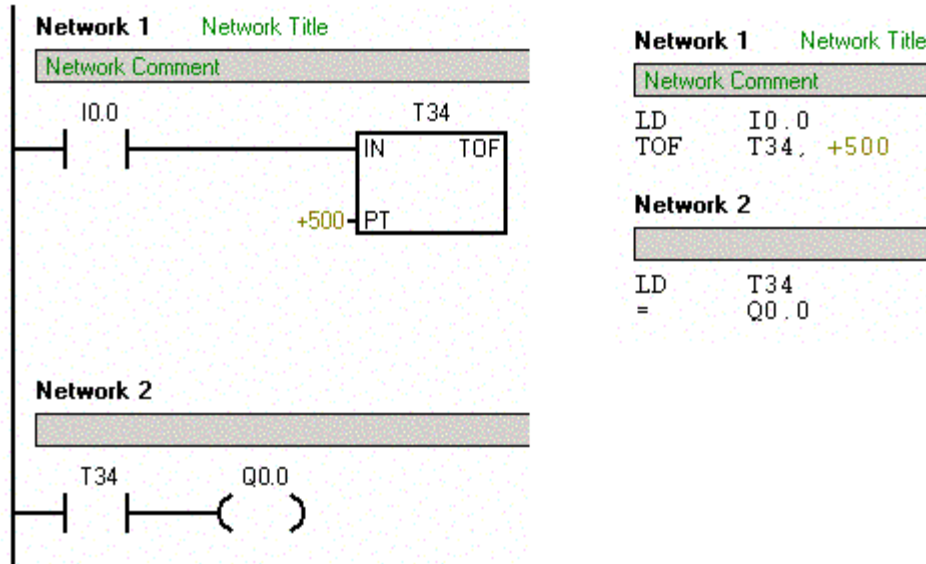 Network 1 Network Title
Network Comment
I0.0 T34
IN TOF
+500 PT
Network 2
T34 Q0.0
Network 1 Network Title
Network Comment
LD I0.0
TOF T34, +500
Network 2
LD T34
= Q0.0